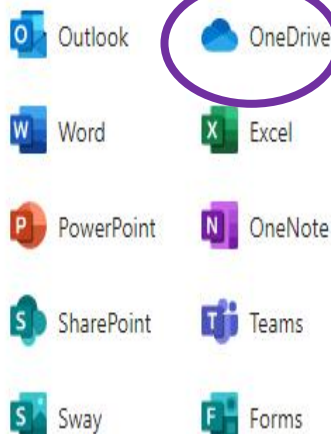 O Outlook OneDrive
W Word X Excel
P PowerPoint N OneNote
S SharePoint T Teams
S Sway F Forms